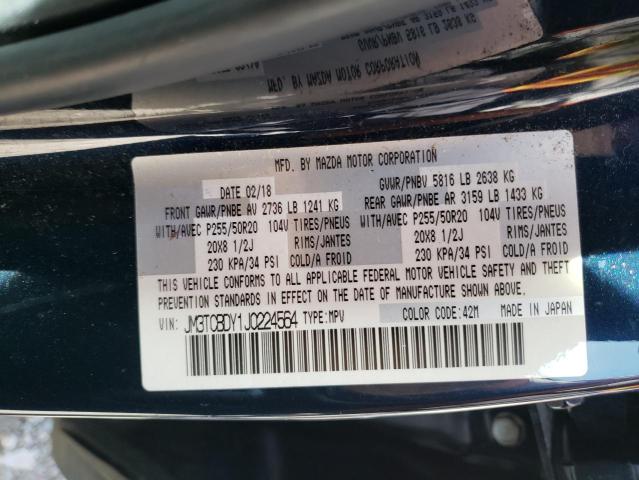 MFD. BY MAZDA MOTOR CORPORATION
MFD. BY MAZDA MOTOR CORPORATION
DATE 02/18 GVWR/PNBV 5816 LB 2638 KG
FRONT GAWR/PNBE AV 2736 LB 1241 KG REAR GAWR/PNBE AR 3159 LB 1433 KG
WITH/AVEC P255/50R20 104V TIRES/PNEUS WITH/AVEC P255/50R20 104V TIRES/PNEUS
20X8 1/2J RIMS/JANTES 20X8 1/2J RIMS/JANTES
230 KPA/34 PSI COLD/A FROID 230 KPA/34 PSI COLD/A FROID
THIS VEHICLE CONFORMS TO ALL APPLICABLE FEDERAL MOTOR VEHICLE SAFETY AND THEFT
PREVENTION STANDARDS IN EFFECT ON THE DATE OF MANUFACTURE SHOWN ABOVE.
VIN: JM3TCBDY1J0224564 TYPE:MPV COLOR CODE:42M MADE IN JAPAN